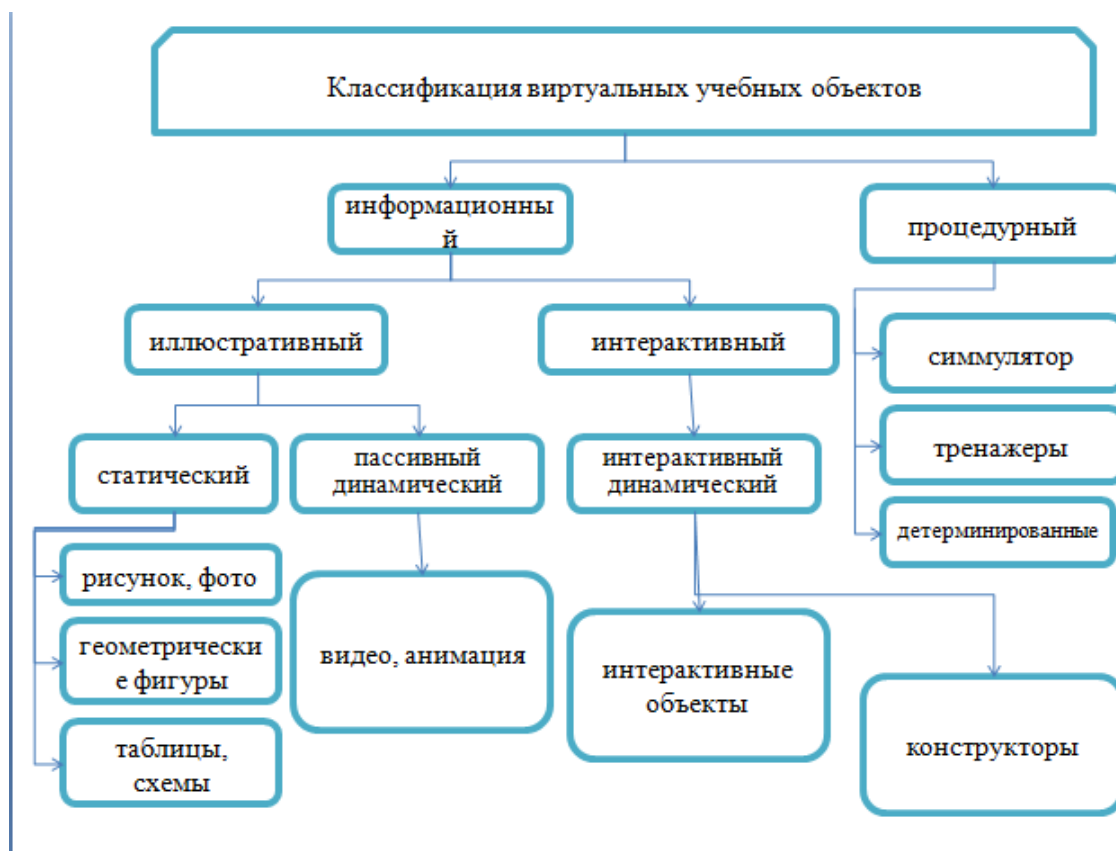 Классификация виртуальных учебных объектов
информационны
й
процедурный
иллюстративный
интерактивный
симмулятор
статический
пассивный
динамический
интерактивный
динамический
тренажеры
детерминированные
рисунок, фото
геометрически
е фигуры
видео, анимация
интерактивные
объекты
таблицы,
схемы
конструкторы